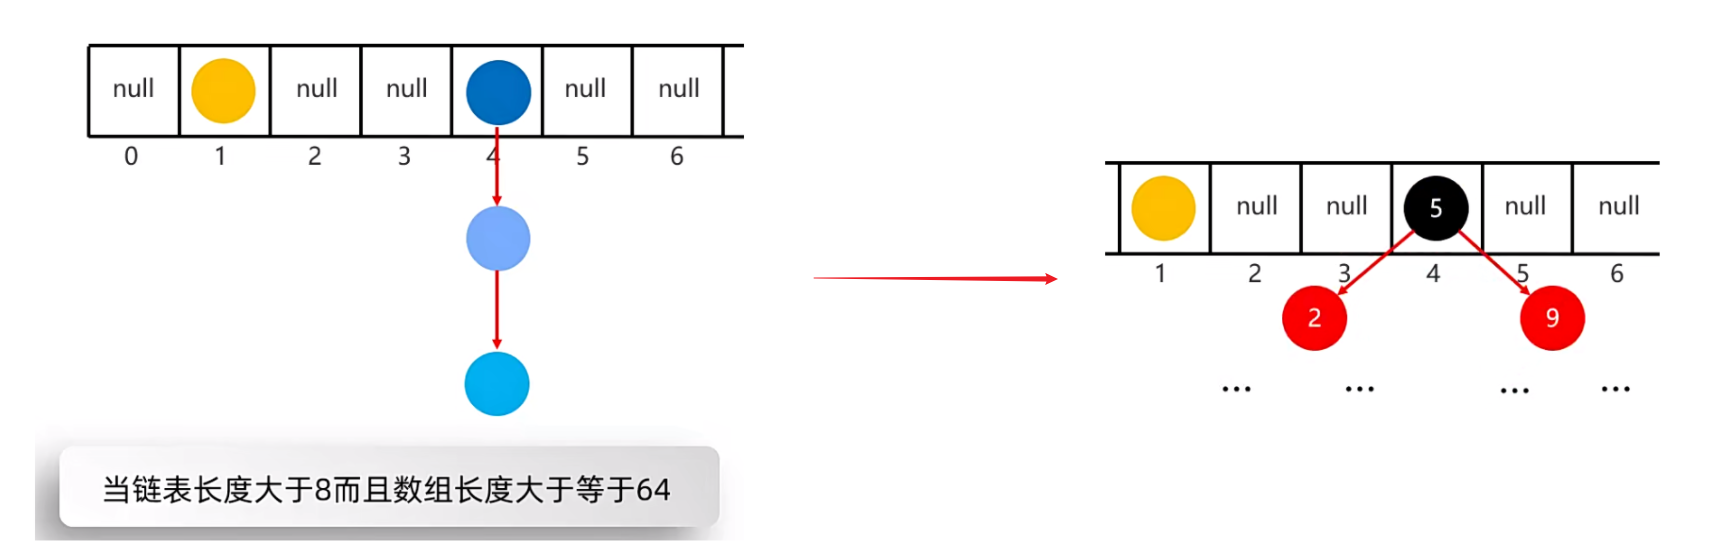 null null null null null
0 1 2 3 4 5 6
当链表长度大于8而且数组长度大于等于64
null null 5 null null
1 2 3 4 5 6
2 9
... ... ... ...